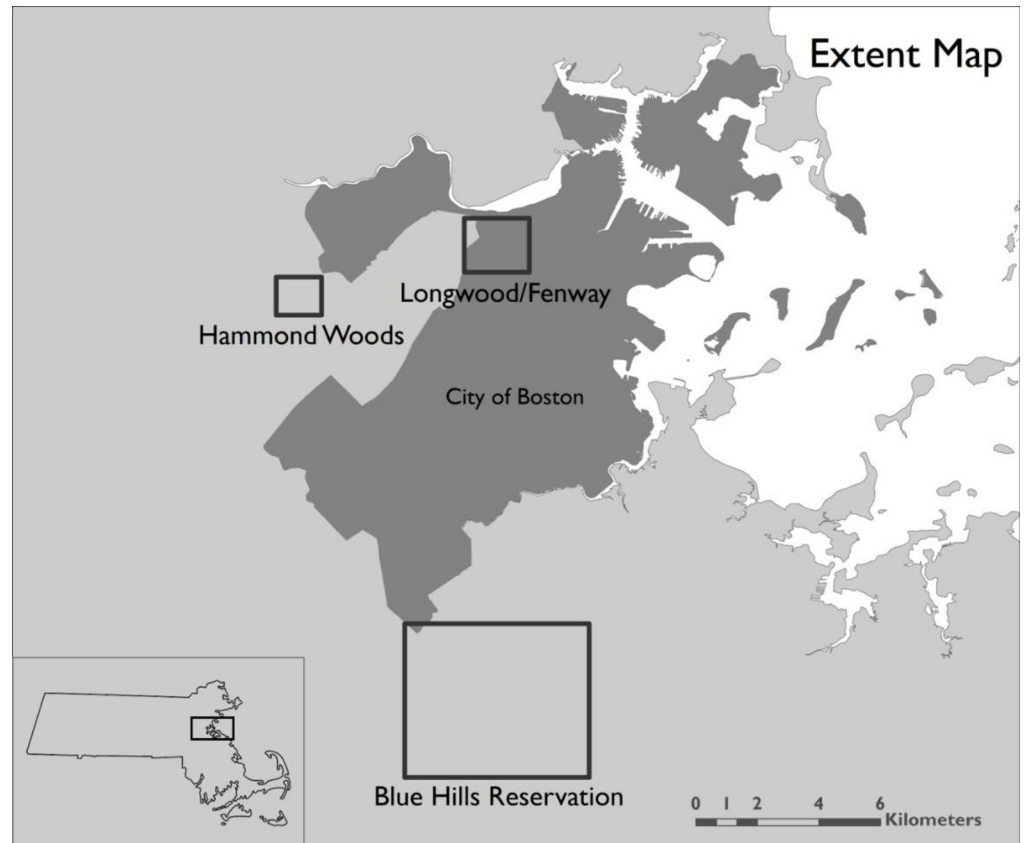 Extent Map
Longwood/Fenway
Hammond Woods
City of Boston
Blue Hills Reservation
0 1 2 4 6
Kilometers